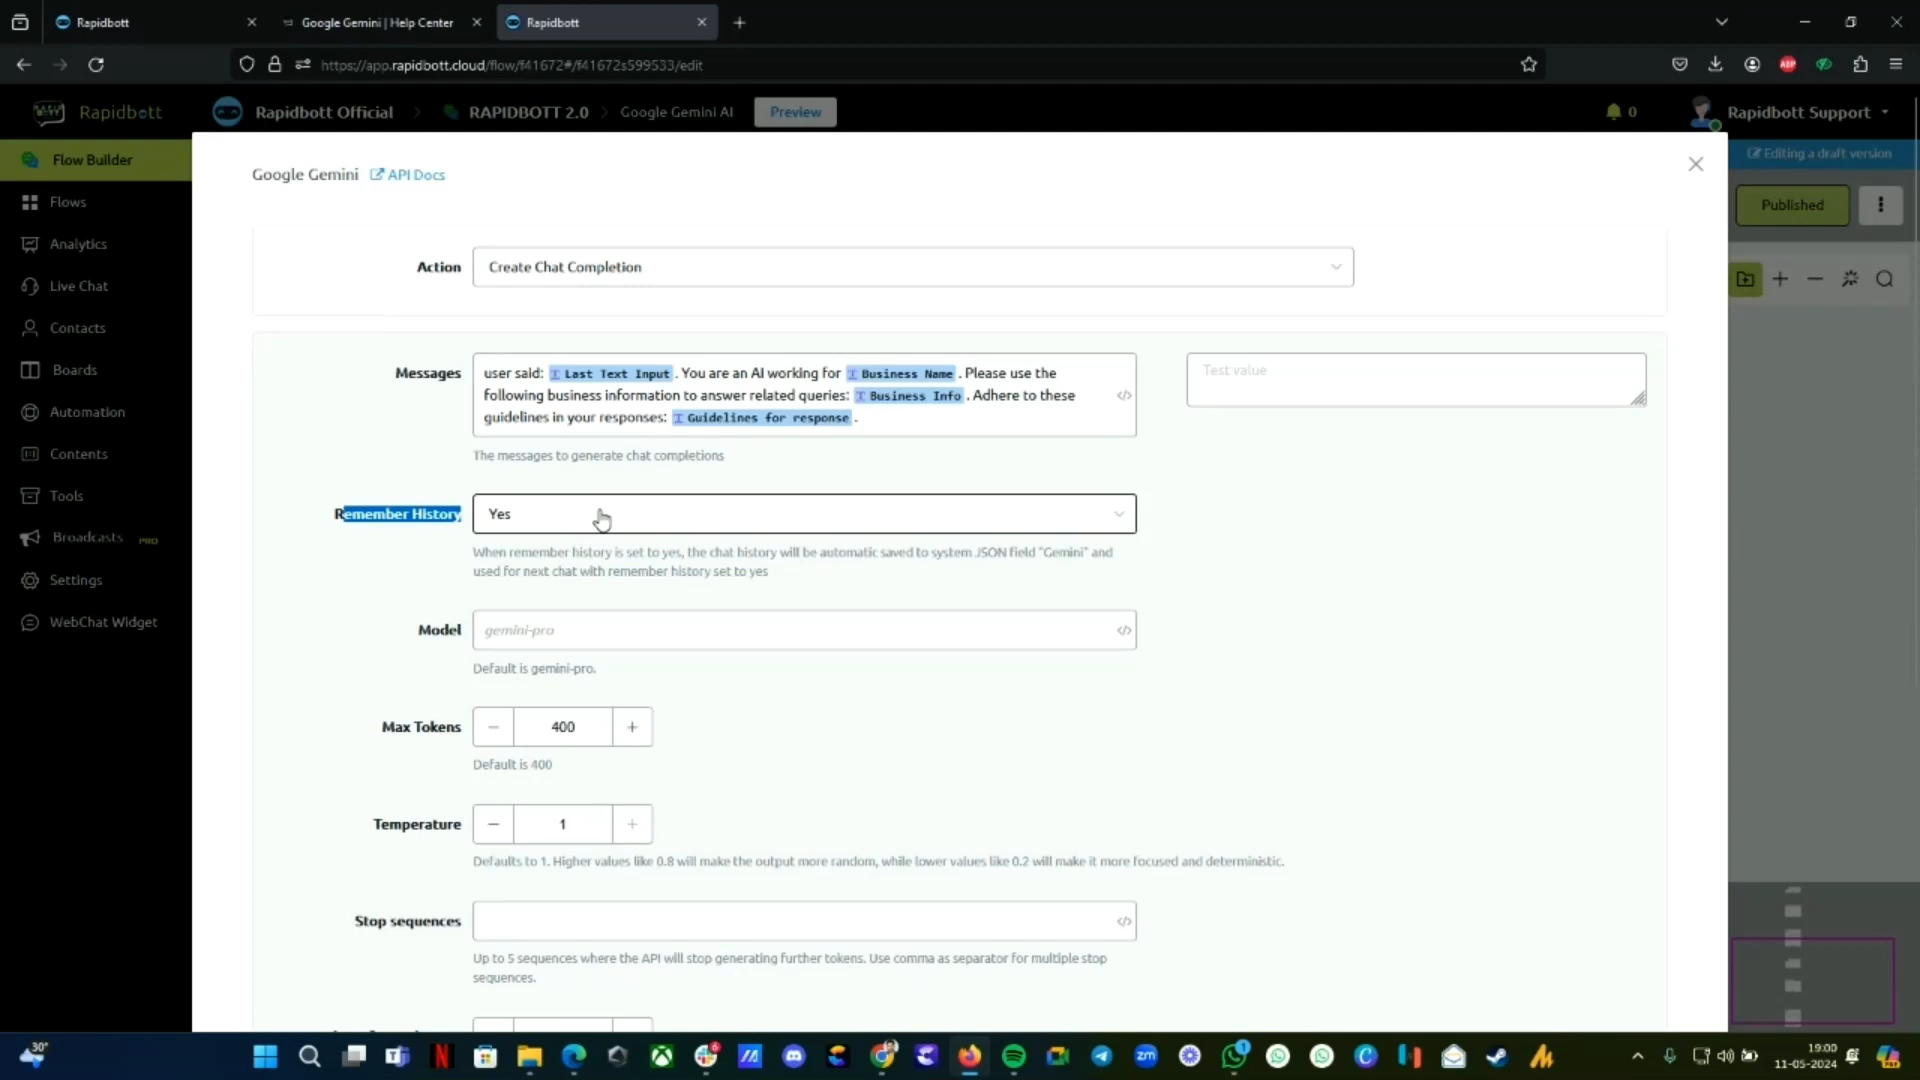 Rapidbott
Google Gemini | Help Center
Rapidbott
https://app.rapidbott.cloud/flow/f41672#/f41672s599533/edit
Rapidbott
Rapidbott Official
RAPIDBOTT 2.0
Google Gemini AI
Preview
0
Rapidbott Support
Editing a draft version
Published
Flow Builder
Flows
Analytics
Live Chat
Contacts
Boards
Automation
Contents
Tools
Broadcasts PRO
Settings
WebChat Widget
Google Gemini API Docs
Action Create Chat Completion
Messages
user said: Last Text Input . You are an AI working for Business Name . Please use the
following business information to answer related queries: Business Info . Adhere to these
guidelines in your responses: Guidelines for response .
Test value
The messages to generate chat completions
Remember History Yes
When remember history is set to yes, the chat history will be automatic saved to system JSON field "Gemini" and
used for next chat with remember history set to yes
Model gemini-pro
Default is gemini-pro.
Max Tokens 400
Default is 400
Temperature 1
Defaults to 1. Higher values like 0.8 will make the output more random, while lower values like 0.2 will make it more focused and deterministic.
Stop sequences
Up to 5 sequences where the API will stop generating further tokens. Use comma as separator for multiple stop
sequences.
30°
19:00
11-05-2024